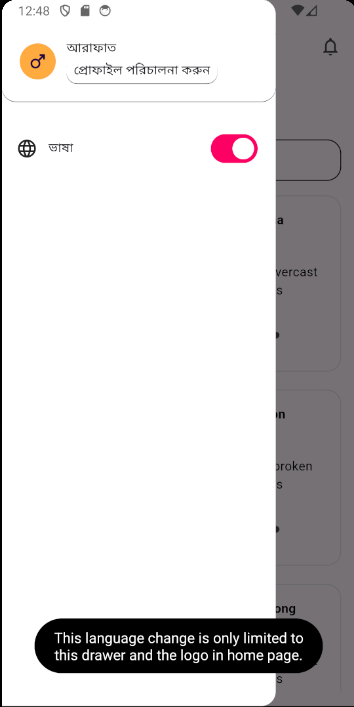 12:48
আরাফাত
প্রোফাইল পরিচালনা করুন
ভাষা
a
vercast
s
on
broken
s
ong
s
This language change is only limited to
this drawer and the logo in home page.